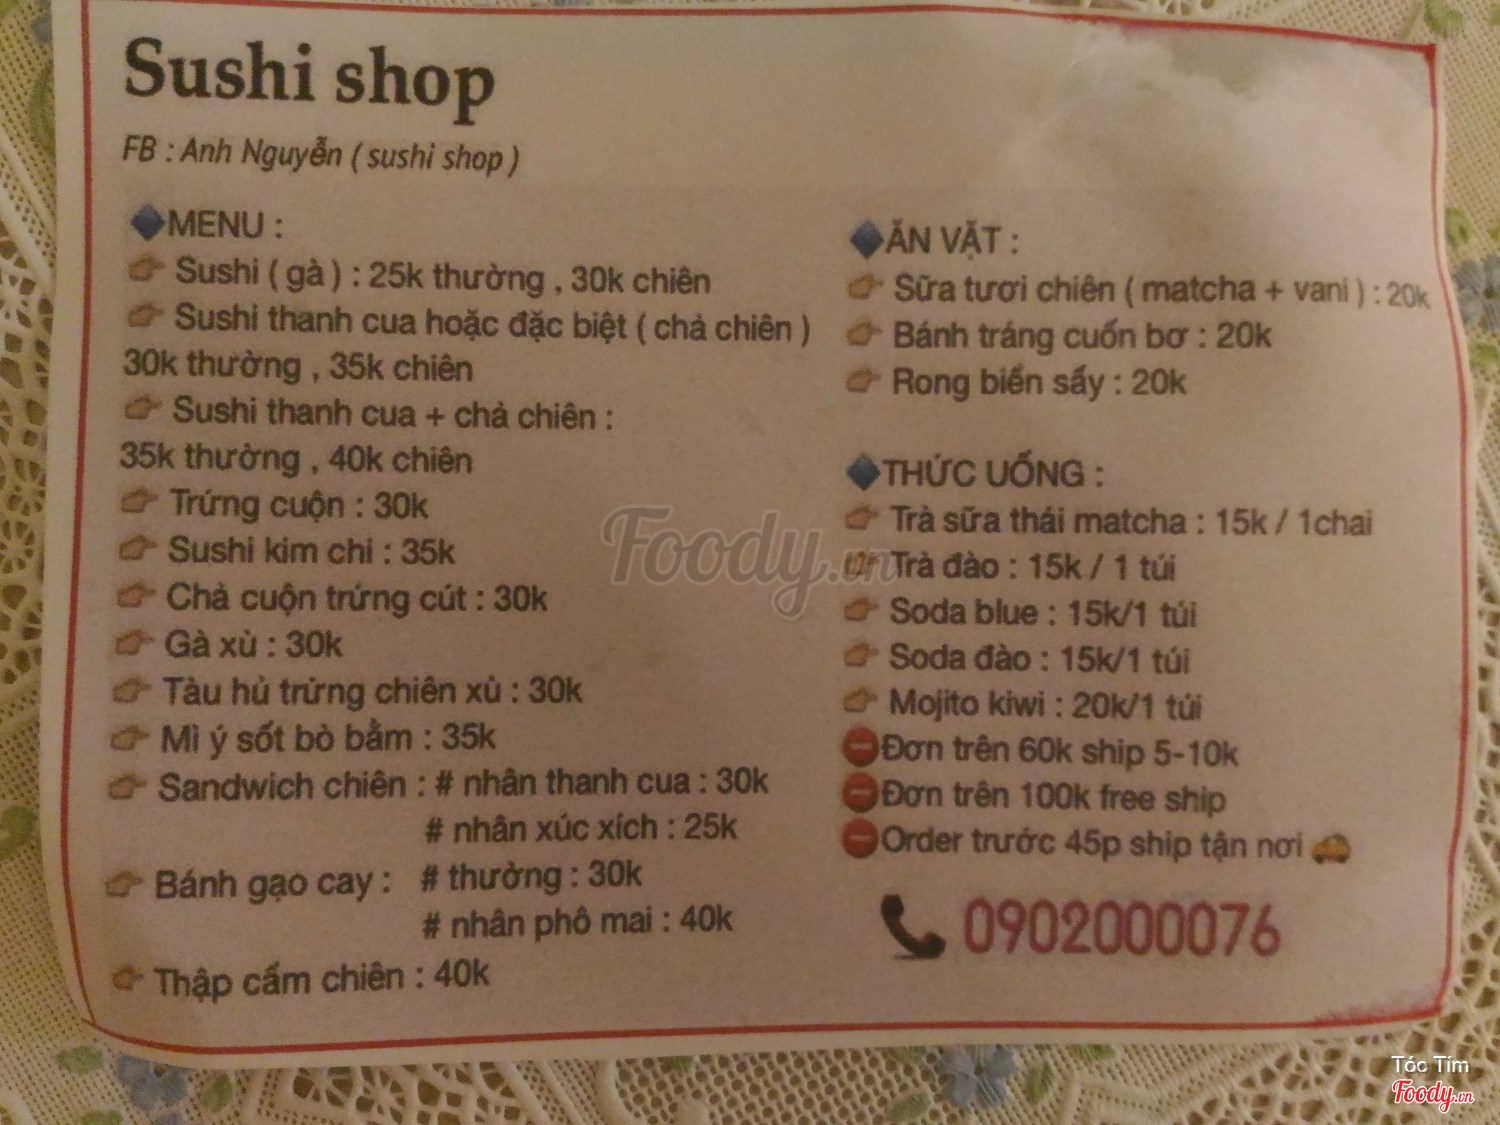 Sushi shop
FB : Anh Nguyễn ( sushi shop )
MENU :
Sushi ( gà ) : 25k thường , 30k chiên
Sushi thanh cua hoặc đặc biệt ( chả chiên )
30k thường , 35k chiên
Sushi thanh cua + chả chiên :
35k thường , 40k chiên
Trứng cuộn : 30k
Sushi kim chi : 35k
Chả cuộn trứng cút : 30k
Gà xù : 30k
Tàu hủ trứng chiên xù : 30k
Mì ý sốt bò bằm : 35k
Sandwich chiên : # nhân thanh cua : 30k
# nhân xúc xích : 25k
Bánh gạo cay : # thường : 30k
# nhân phô mai : 40k
Thập cẩm chiên : 40k
ĂN VẶT :
Sữa tươi chiên ( matcha + vani ) : 20k
Bánh tráng cuốn bơ : 20k
Rong biển sấy : 20k
THỨC UỐNG :
Trà sữa thái matcha : 15k / 1chai
Trà đào : 15k / 1 túi
Soda blue : 15k/1 túi
Soda đào : 15k/1 túi
Mojito kiwi : 20k/1 túi
Đơn trên 60k ship 5-10k
Đơn trên 100k free ship
Order trước 45p ship tận nơi
0902000076
Foody.vn
Tóc Tím
Foody.vn